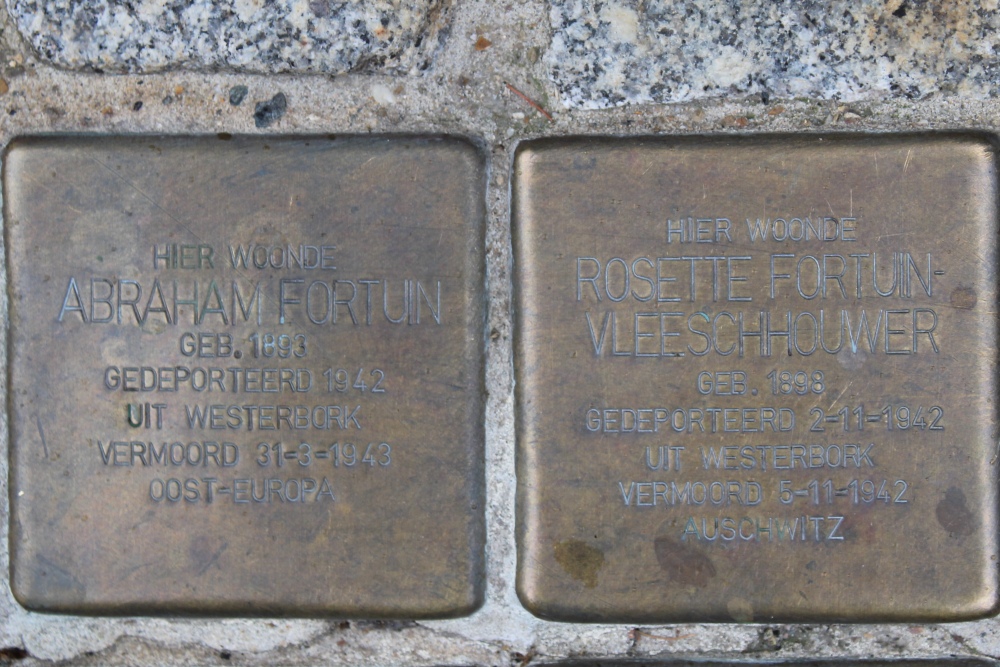 HIER WOONDE
ABRAHAM FORTUIN
GEB. 1893
GEDEPORTEERD 1942
UIT WESTERBORK
VERMOORD 31-3-1943
OOST-EUROPA
HIER WOONDE
ROSETTE FORTUIN-
VLEESCHHOUWER
GEB. 1898
GEDEPORTEERD 2-11-1942
UIT WESTERBORK
VERMOORD 5-11-1942
AUSCHWITZ